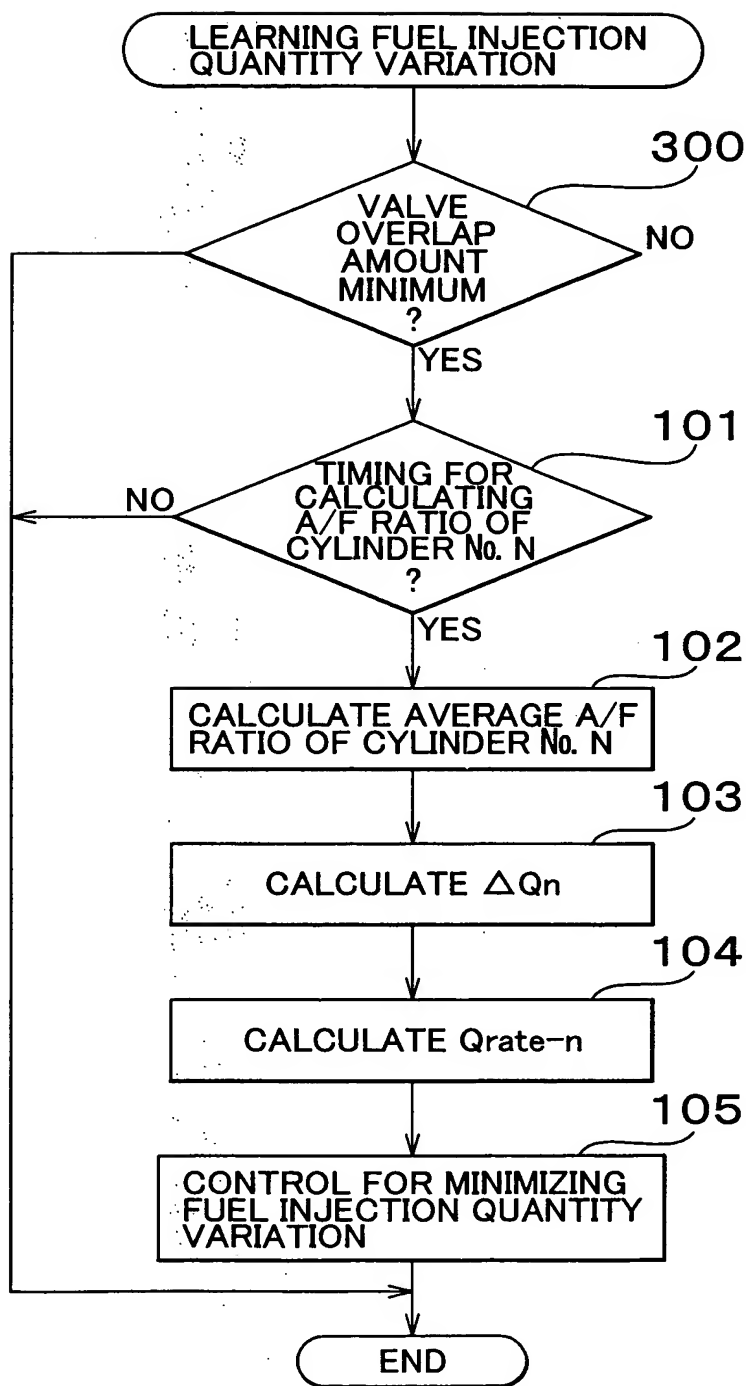 LEARNING FUEL INJECTION
QUANTITY VARIATION
300
VALVE
OVERLAP
AMOUNT
MINIMUM
?
NO
YES
101
TIMING FOR
CALCULATING
A/F RATIO OF
CYLINDER No. N
?
NO
YES
102
CALCULATE AVERAGE A/F
RATIO OF CYLINDER No. N
103
CALCULATE △Qn
104
CALCULATE Qrate-n
105
CONTROL FOR MINIMIZING
FUEL INJECTION QUANTITY
VARIATION
END